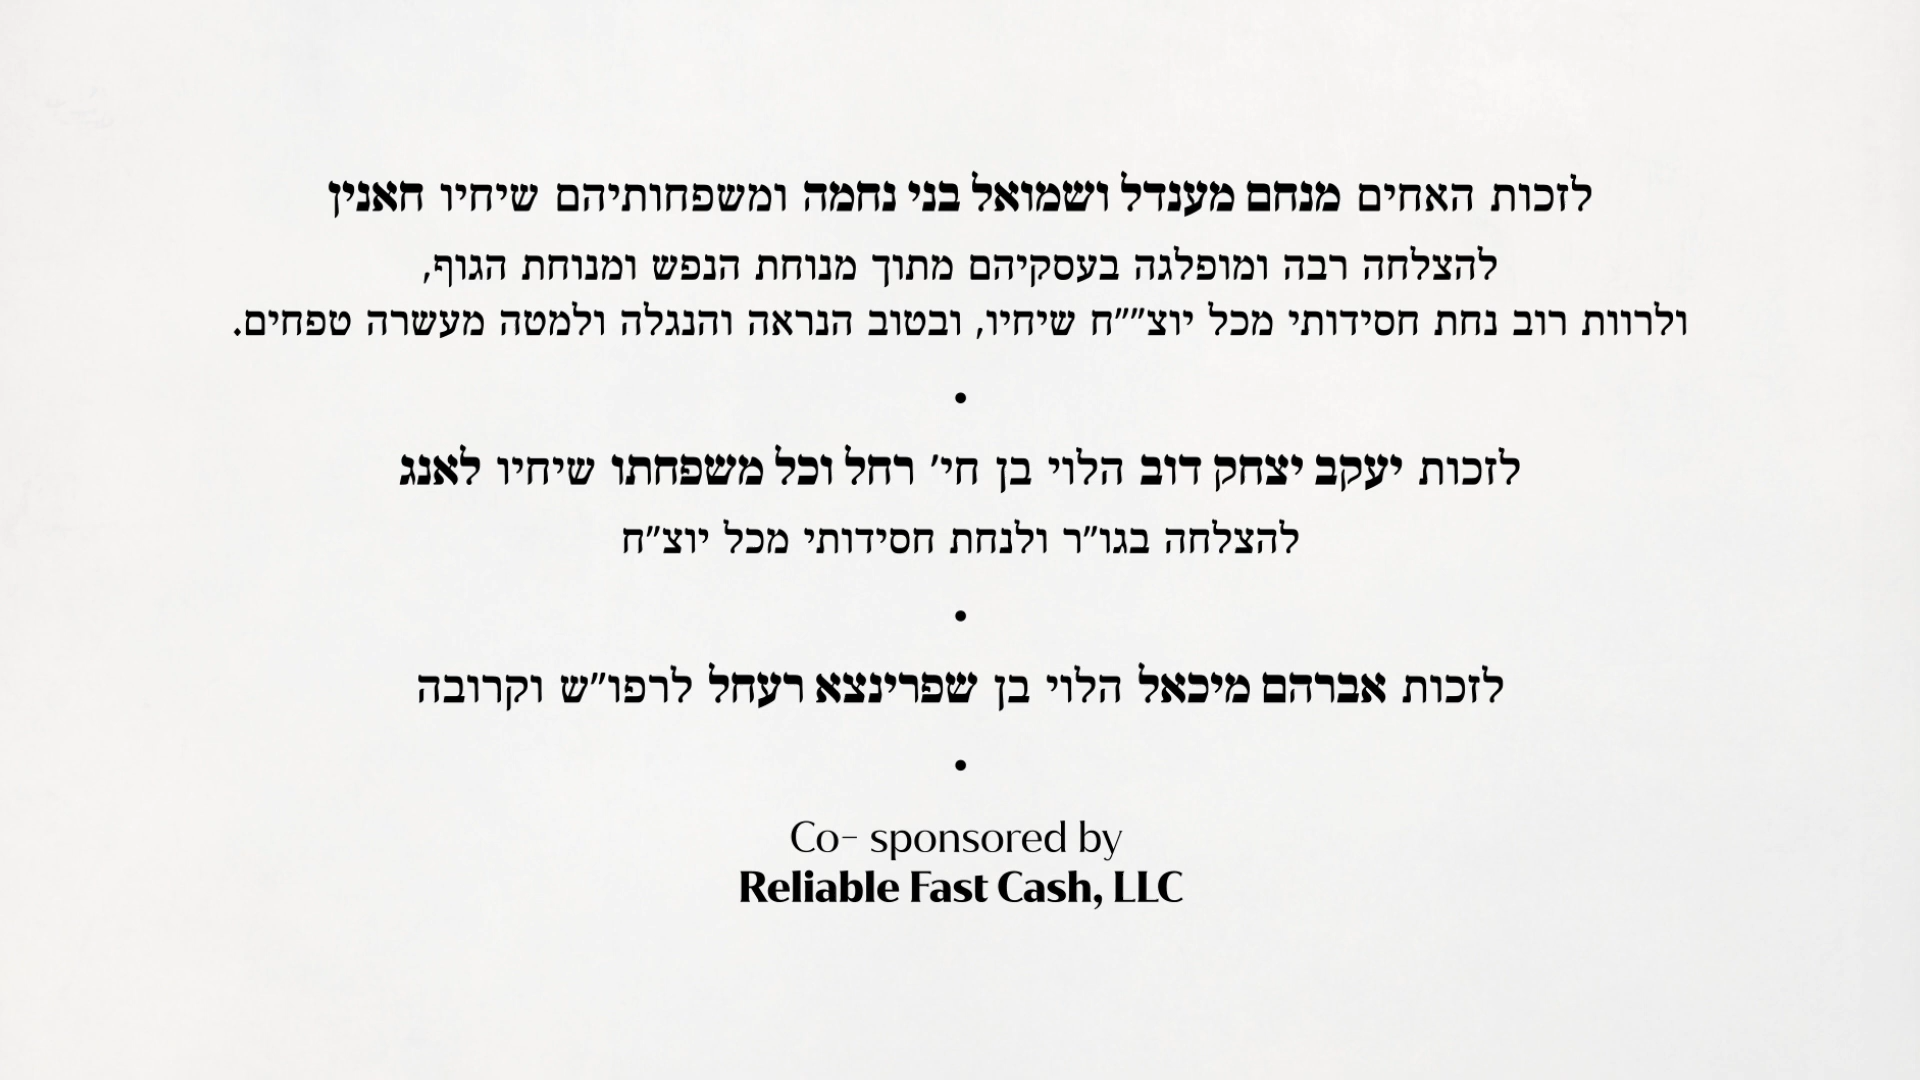 לזכות האחים מנחם מענדל ושמואל בני נחמה ומשפחותיהם שיחיו חאנין
להצלחה רבה ומופלגה בעסקיהם מתוך מנוחת הנפש ומנוחת הגוף,
ולרוות רוב נחת חסידותי מכל יוצ""ח שיחיו, ובטוב הנראה והנגלה ולמטה מעשרה טפחים.
•
לזכות יעקב יצחק דוב הלוי בן חי' רחל וכל משפחתו שיחיו לאנג
להצלחה בגו"ר ולנחת חסידותי מכל יוצ"ח
•
לזכות אברהם מיכאל הלוי בן שפרינצא רעחל לרפו"ש וקרובה
•
Co- sponsored by
Reliable Fast Cash, LLC